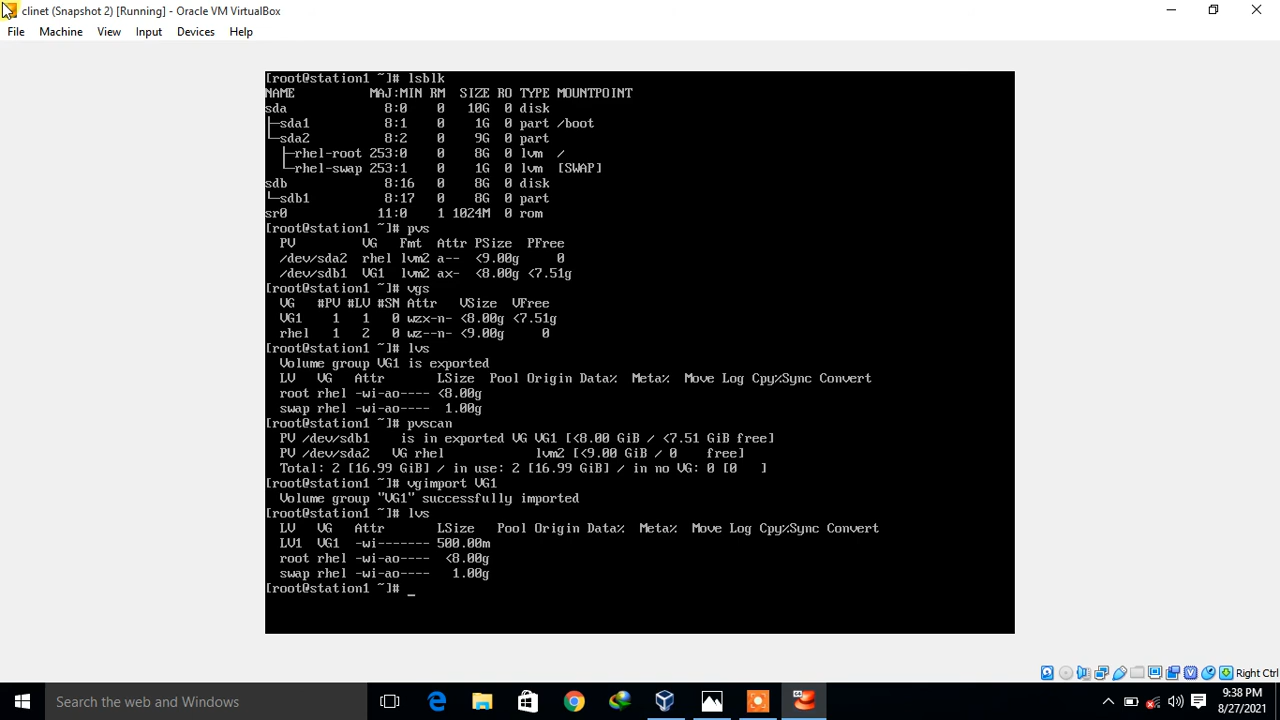 clinet (Snapshot 2) [Running] - Oracle VM VirtualBox
File Machine View Input Devices Help
[root@station1 ~]# lsblk
NAME MAJ:MIN RM SIZE RO TYPE MOUNTPOINT
sda 8:0 0 10G 0 disk
├─sda1 8:1 0 1G 0 part /boot
└─sda2 8:2 0 9G 0 part
├─rhel-root 253:0 0 8G 0 lvm /
└─rhel-swap 253:1 0 1G 0 lvm [SWAP]
sdb 8:16 0 8G 0 disk
└─sdb1 8:17 0 8G 0 part
sr0 11:0 1 1024M 0 rom
[root@station1 ~]# pvs
PV VG Fmt Attr PSize PFree
/dev/sda2 rhel lvm2 a-- <9.00g 0
/dev/sdb1 VG1 lvm2 ax- <8.00g <7.51g
[root@station1 ~]# vgs
VG #PV #LV #SN Attr VSize VFree
VG1 1 1 0 wzx-n- <8.00g <7.51g
rhel 1 2 0 wz--n- <9.00g 0
[root@station1 ~]# lvs
Volume group VG1 is exported
LV VG Attr LSize Pool Origin Data% Meta% Move Log Cpy%Sync Convert
root rhel -wi-ao---- <8.00g
swap rhel -wi-ao---- 1.00g
[root@station1 ~]# pvscan
PV /dev/sdb1 is in exported VG VG1 [<8.00 GiB / <7.51 GiB free]
PV /dev/sda2 VG rhel lvm2 [<9.00 GiB / 0 free]
Total: 2 [16.99 GiB] / in use: 2 [16.99 GiB] / in no VG: 0 [0 ]
[root@station1 ~]# vgimport VG1
Volume group "VG1" successfully imported
[root@station1 ~]# lvs
LV VG Attr LSize Pool Origin Data% Meta% Move Log Cpy%Sync Convert
LV1 VG1 -wi------- 500.00m
root rhel -wi-ao---- <8.00g
swap rhel -wi-ao---- 1.00g
[root@station1 ~]# _
Right Ctrl
Search the web and Windows
9:38 PM
8/27/2021